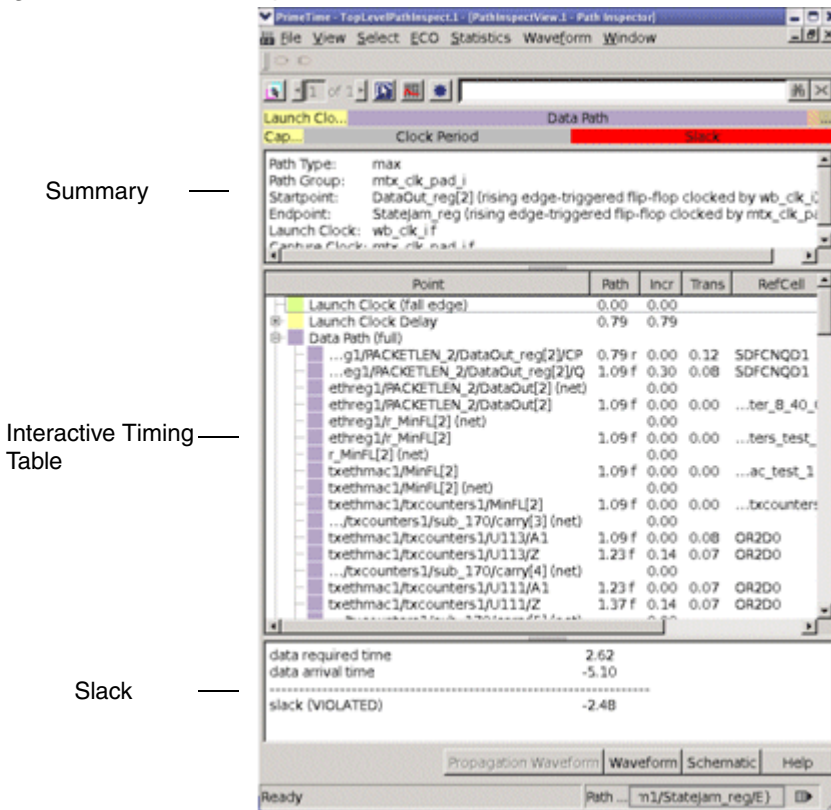 PrimeTime - TopLevelPathInspect.1 - [PathInspectView.1 - Path Inspector]
File View Select ECO Statistics Waveform Window
1 of 1
Launch Clo... Data Path ...
Cap... Clock Period Slack
Summary
Path Type: max
Path Group: mtx_clk_pad_i
Startpoint: DataOut_reg[2] (rising edge-triggered flip-flop clocked by wb_clk_i
Endpoint: StateJam_reg (rising edge-triggered flip-flop clocked by mtx_clk_pa
Launch Clock: wb_clk_i f
Capture Clock: mtx_clk_pad_i f
Point Path Incr Trans RefCell
Launch Clock (fall edge) 0.00 0.00
Launch Clock Delay 0.79 0.79
Data Path (full)
...g1/PACKETLEN_2/DataOut_reg[2]/CP 0.79 r 0.00 0.12 SDFCNQD1
...eg1/PACKETLEN_2/DataOut_reg[2]/Q 1.09 f 0.30 0.08 SDFCNQD1
ethreg1/PACKETLEN_2/DataOut[2] (net) 0.00
ethreg1/PACKETLEN_2/DataOut[2] 1.09 f 0.00 0.00 ...ter_8_40_
ethreg1/r_MinFL[2] (net) 0.00
ethreg1/r_MinFL[2] 1.09 f 0.00 0.00 ...ters_test_
r_MinFL[2] (net) 0.00
txethmac1/MinFL[2] 1.09 f 0.00 0.00 ...ac_test_1
txethmac1/MinFL[2] (net) 0.00
txethmac1/txcounters1/MinFL[2] 1.09 f 0.00 0.00 ...txcounters
.../txcounters1/sub_170/carry[3] (net) 0.00
txethmac1/txcounters1/U113/A1 1.09 f 0.00 0.08 OR2D0
txethmac1/txcounters1/U113/Z 1.23 f 0.14 0.07 OR2D0
.../txcounters1/sub_170/carry[4] (net) 0.00
txethmac1/txcounters1/U111/A1 1.23 f 0.00 0.07 OR2D0
txethmac1/txcounters1/U111/Z 1.37 f 0.14 0.07 OR2D0
Interactive Timing
Table
data required time 2.62
data arrival time -5.10
--------------------------------------------------------------
slack (VIOLATED) -2.48
Slack
Propagation Waveform Waveform Schematic Help
Ready Path ... m1/StateJam_reg/E}